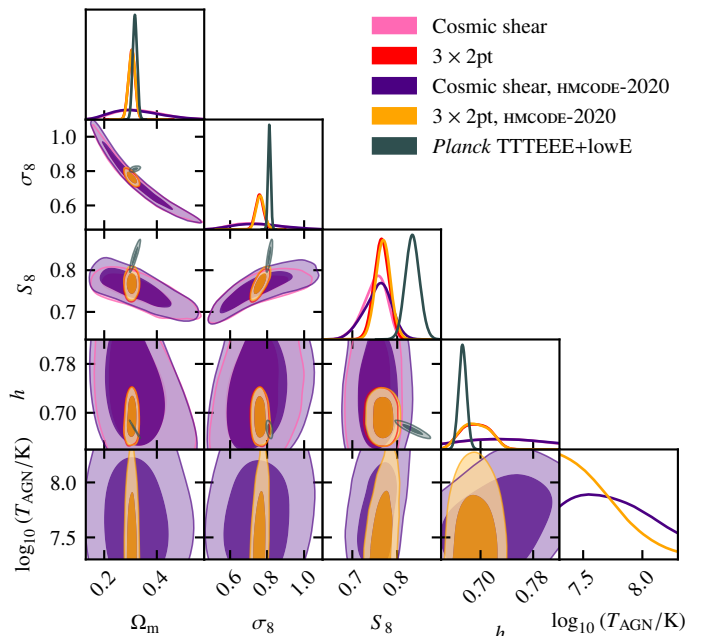 Cosmic shear
3 × 2pt
Cosmic shear, HMCODE-2020
3 × 2pt, HMCODE-2020
Planck TTTEEE+lowE
σ8
1.0
0.8
0.6
S8
0.8
0.7
h
0.78
0.70
log10 (TAGN/K)
8.0
7.5
0.2
0.4
0.6
0.8
1.0
0.7
0.8
0.70
0.78
7.5
8.0
Ωm
σ8
S8
h
log10 (TAGN/K)